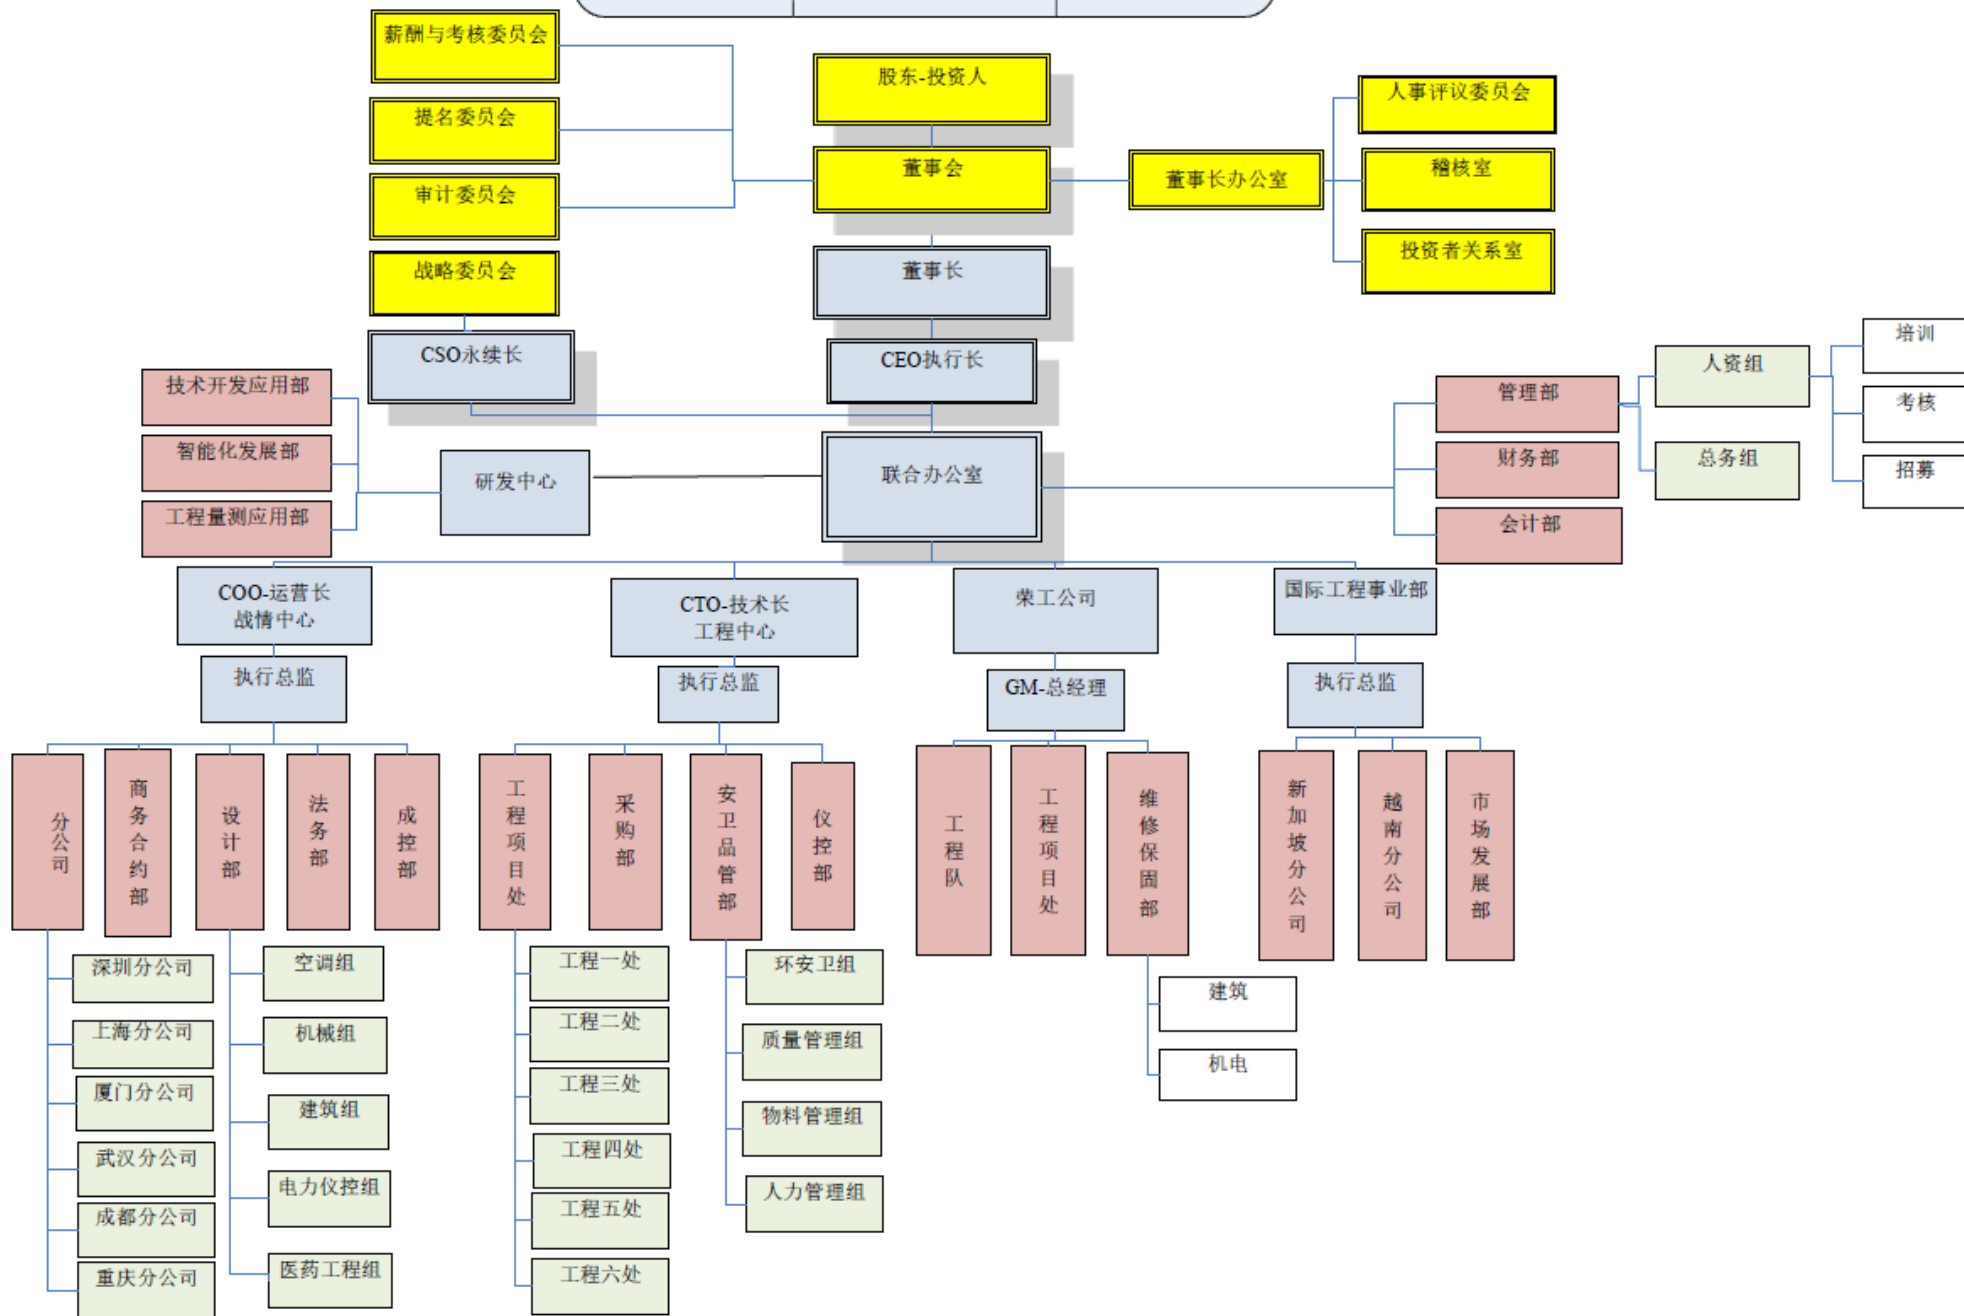 薪酬与考核委员会
提名委员会
审计委员会
战略委员会
股东-投资人
董事会
董事长办公室
人事评议委员会
稽核室
投资者关系室
董事长
CSO永续长
CEO执行长
技术开发应用部
智能化发展部
工程量测应用部
研发中心
联合办公室
管理部
财务部
会计部
人资组
总务组
培训
考核
招募
COO-运营长
战情中心
执行总监
CTO-技术长
工程中心
执行总监
荣工公司
GM-总经理
国际工程事业部
执行总监
分公司
商务合约部
设计部
法务部
成控部
工程项目处
采购部
安卫品管部
仪控部
工程队
工程项目处
维修保固部
新加坡分公司
越南分公司
市场发展部
深圳分公司
上海分公司
厦门分公司
武汉分公司
成都分公司
重庆分公司
空调组
机械组
建筑组
电力仪控组
医药工程组
工程一处
工程二处
工程三处
工程四处
工程五处
工程六处
环安卫组
质量管理组
物料管理组
人力管理组
建筑
机电